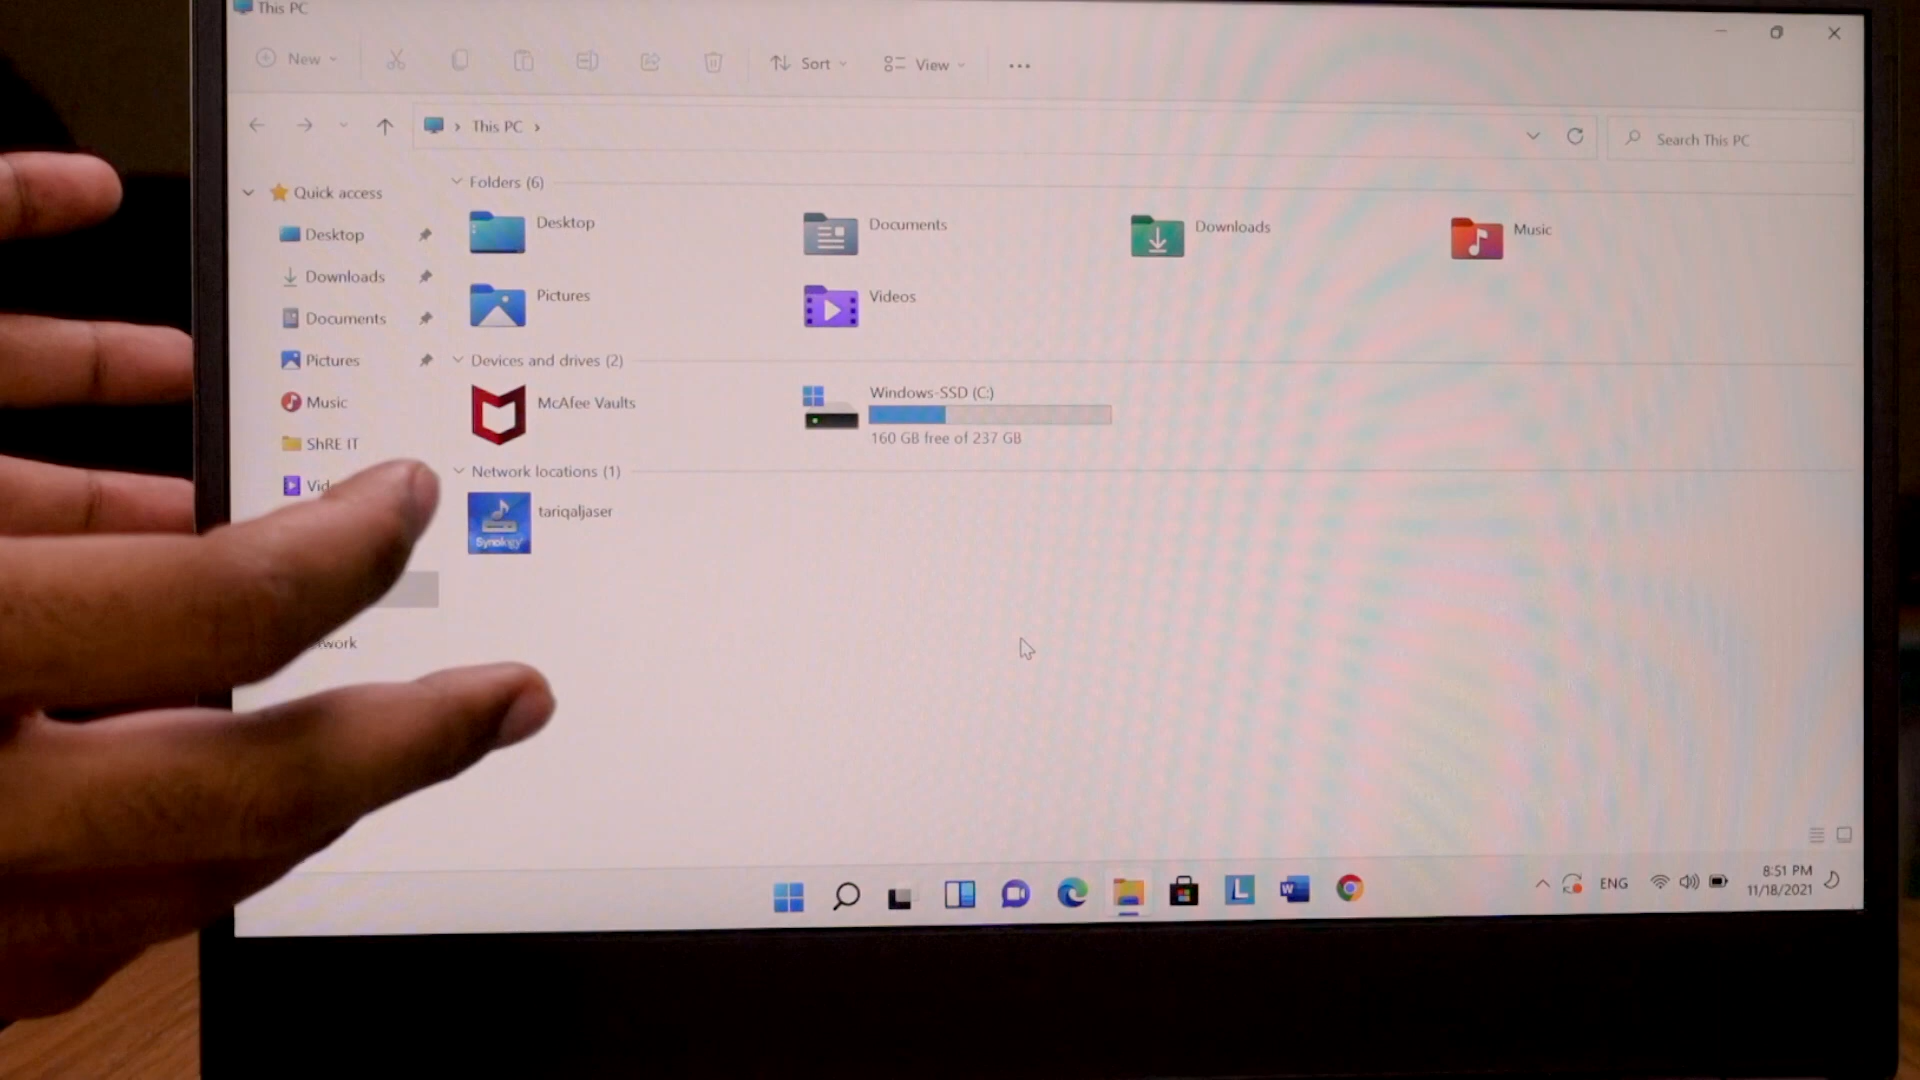 This PC
New
Sort
View
This PC
Search This PC
Quick access
Desktop
Downloads
Documents
Pictures
Music
ShRE IT
Folders (6)
Desktop
Documents
Downloads
Music
Pictures
Videos
Devices and drives (2)
McAfee Vaults
Windows-SSD (C:)
160 GB free of 237 GB
Network locations (1)
tariqaljaser
Synology
ENG
8:51 PM
11/18/2021